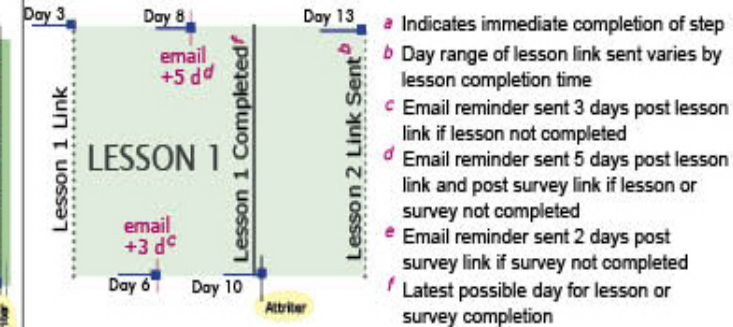 Day 3
Day 8
Day 13
email
+5 d d
Lesson 1 Link
LESSON 1
Lesson 1 Completed f
Lesson 2 Link Sent b
email
+3 d c
Day 6
Day 10
Attriter
a Indicates immediate completion of step
b Day range of lesson link sent varies by
lesson completion time
c Email reminder sent 3 days post lesson
link if lesson not completed
d Email reminder sent 5 days post lesson
link and post survey link if lesson or
survey not completed
e Email reminder sent 2 days post
survey link if survey not completed
f Latest possible day for lesson or
survey completion